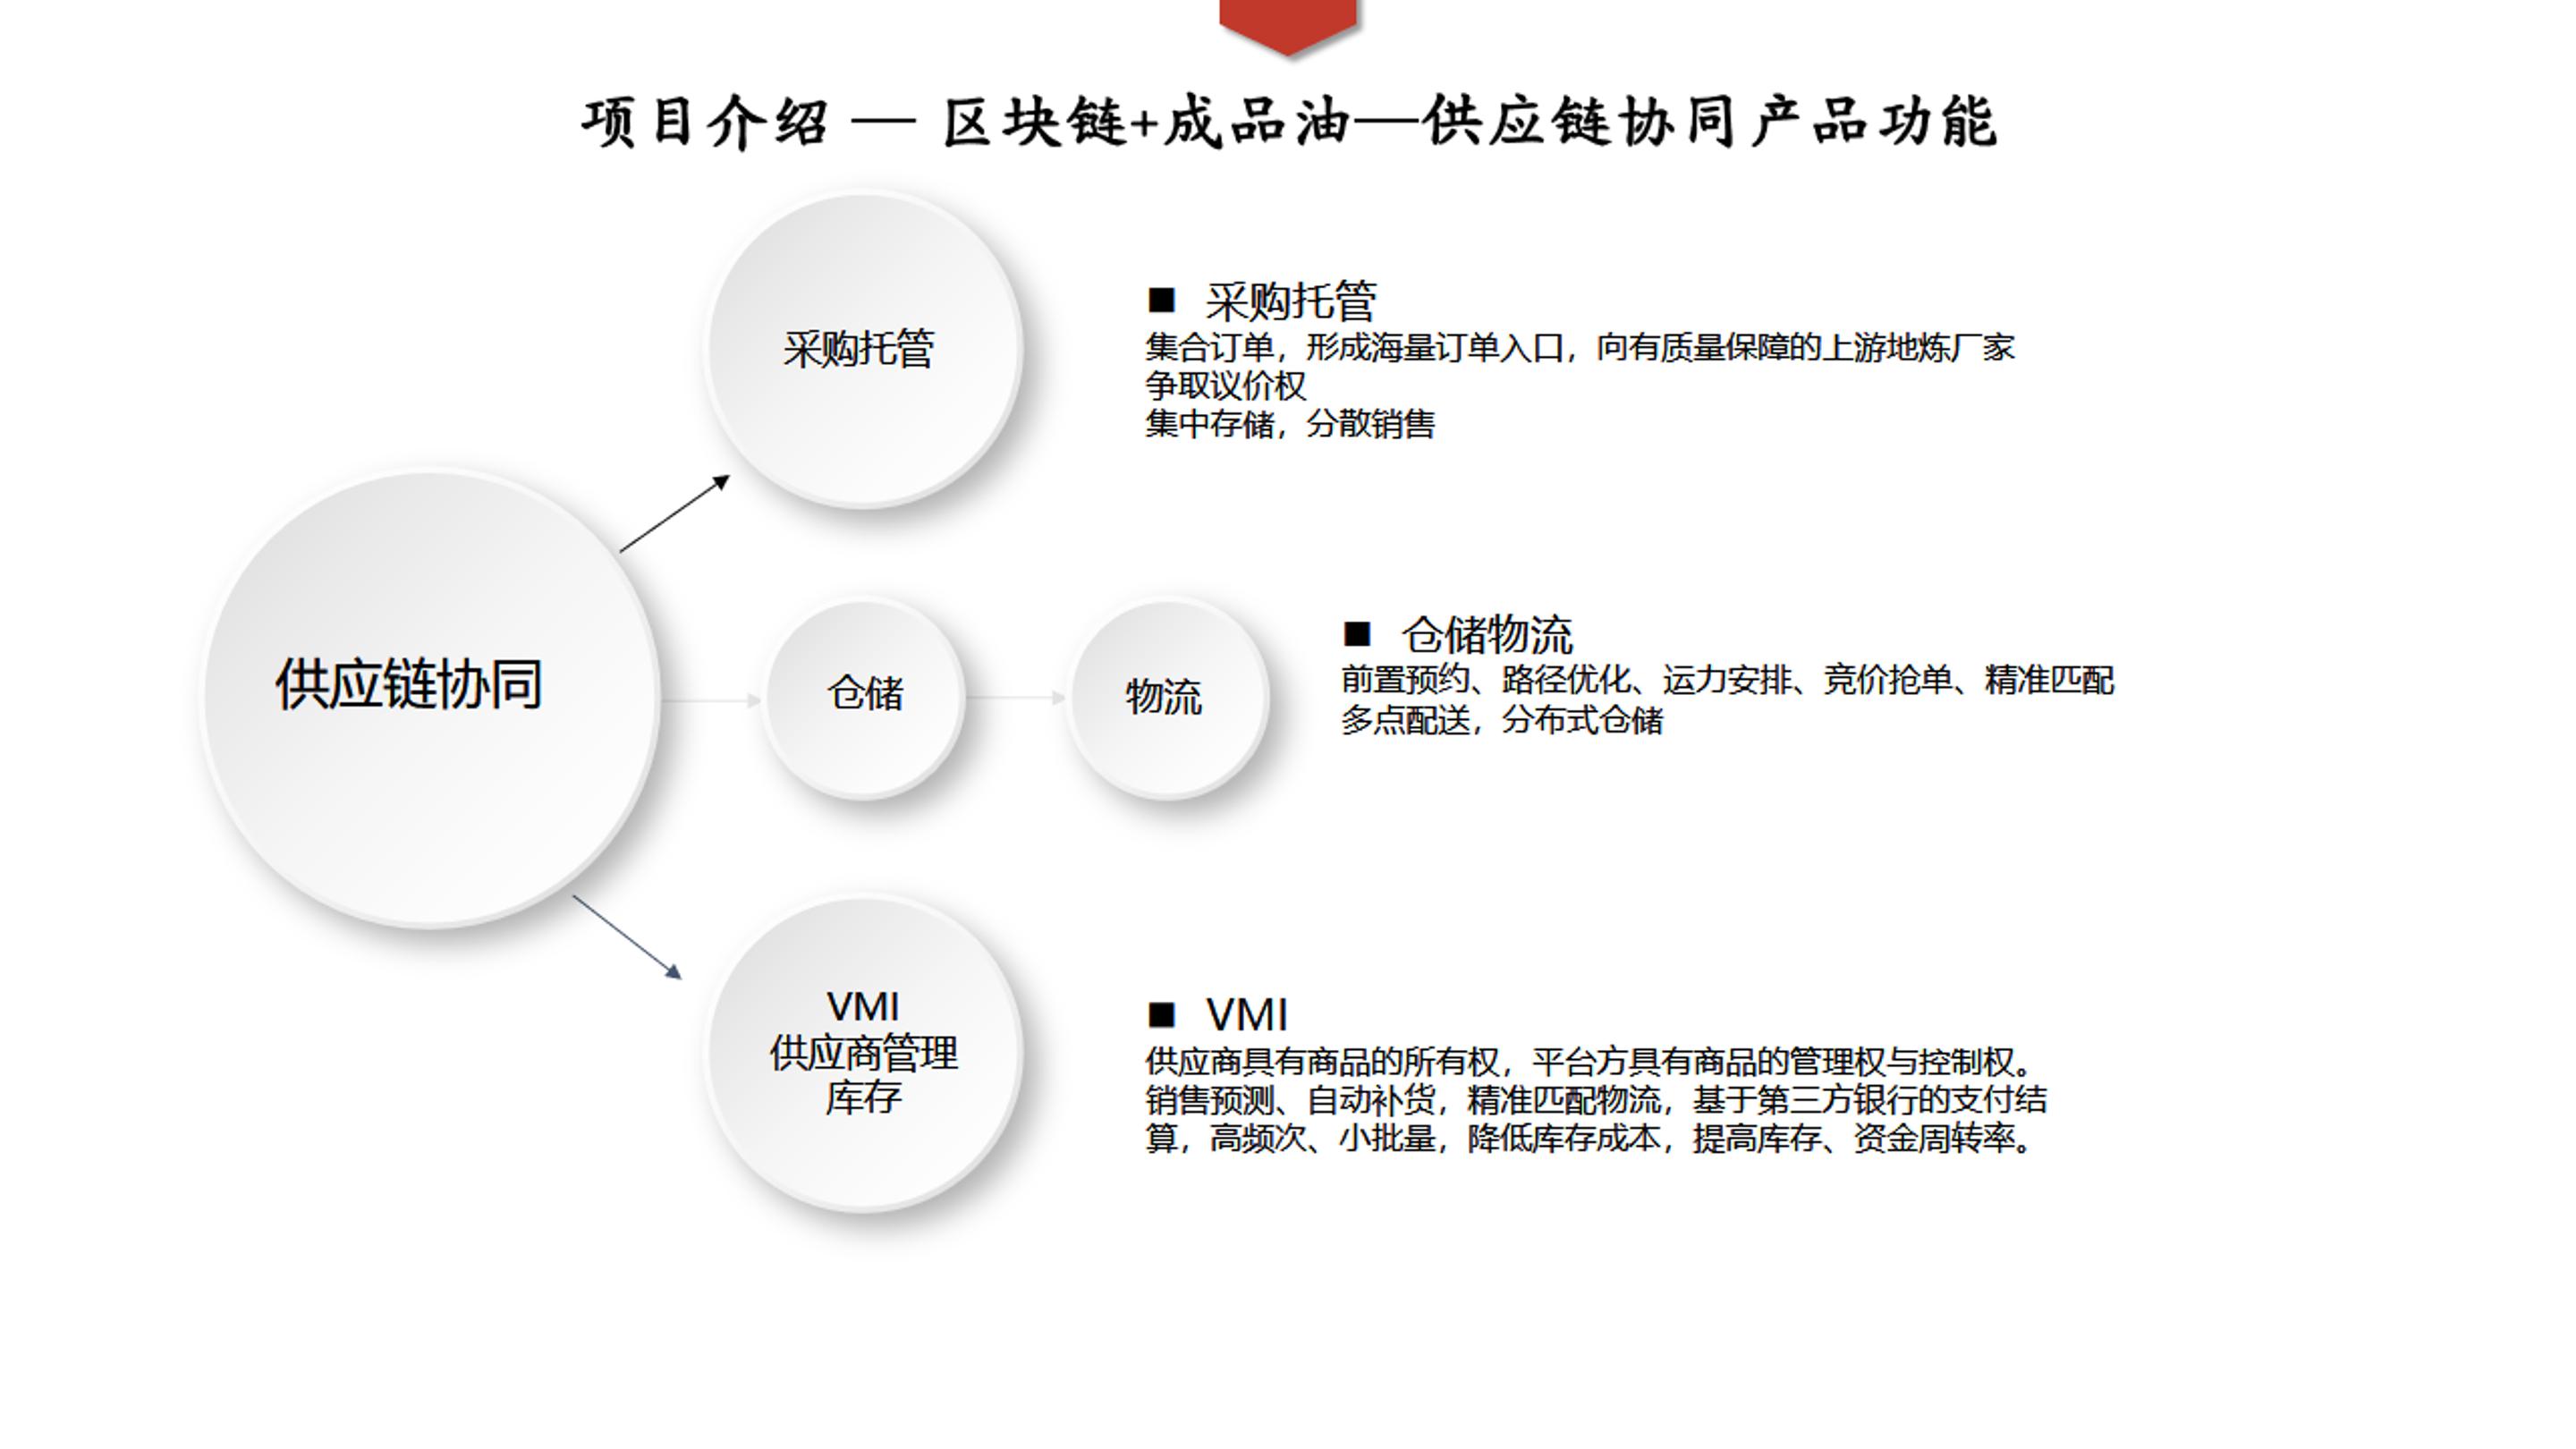 项目介绍 — 区块链+成品油—供应链协同产品功能
采购托管
■ 采购托管
集合订单，形成海量订单入口，向有质量保障的上游地炼厂家
争取议价权
集中存储，分散销售
供应链协同
仓储
物流
■ 仓储物流
前置预约、路径优化、运力安排、竞价抢单、精准匹配
多点配送，分布式仓储
VMI
供应商管理
库存
■ VMI
供应商具有商品的所有权，平台方具有商品的管理权与控制权。
销售预测、自动补货，精准匹配物流，基于第三方银行的支付结
算，高频次、小批量，降低库存成本，提高库存、资金周转率。